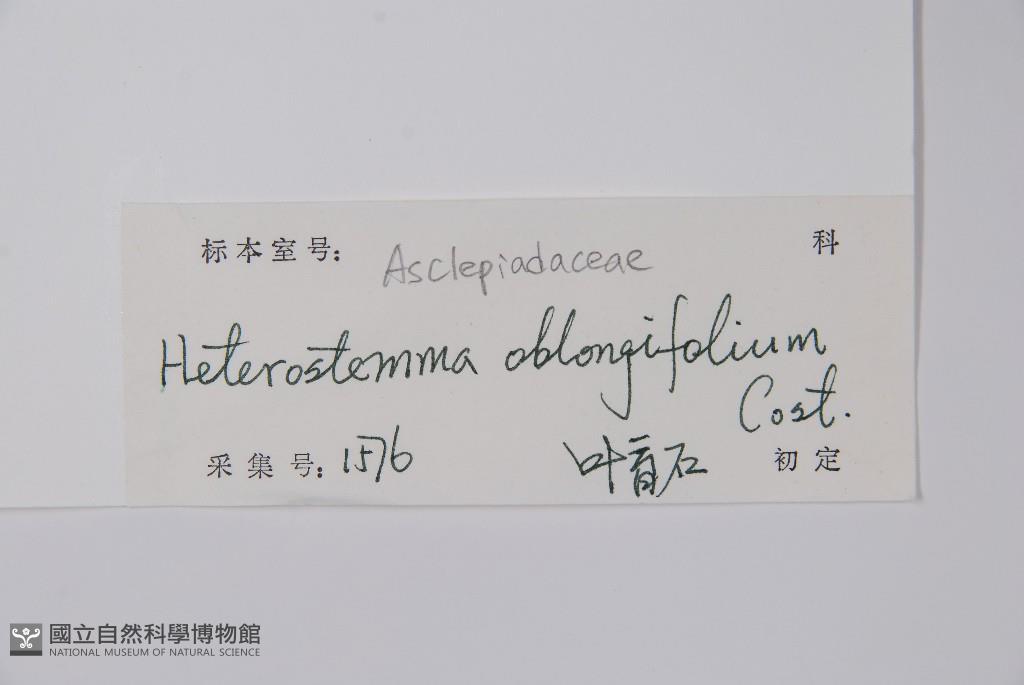 标本室号: Asclepiadaceae 科
Heterostemma oblongifolium
Cost.
采集号: 1576 叶育石 初定
國立自然科學博物館
NATIONAL MUSEUM OF NATURAL SCIENCE